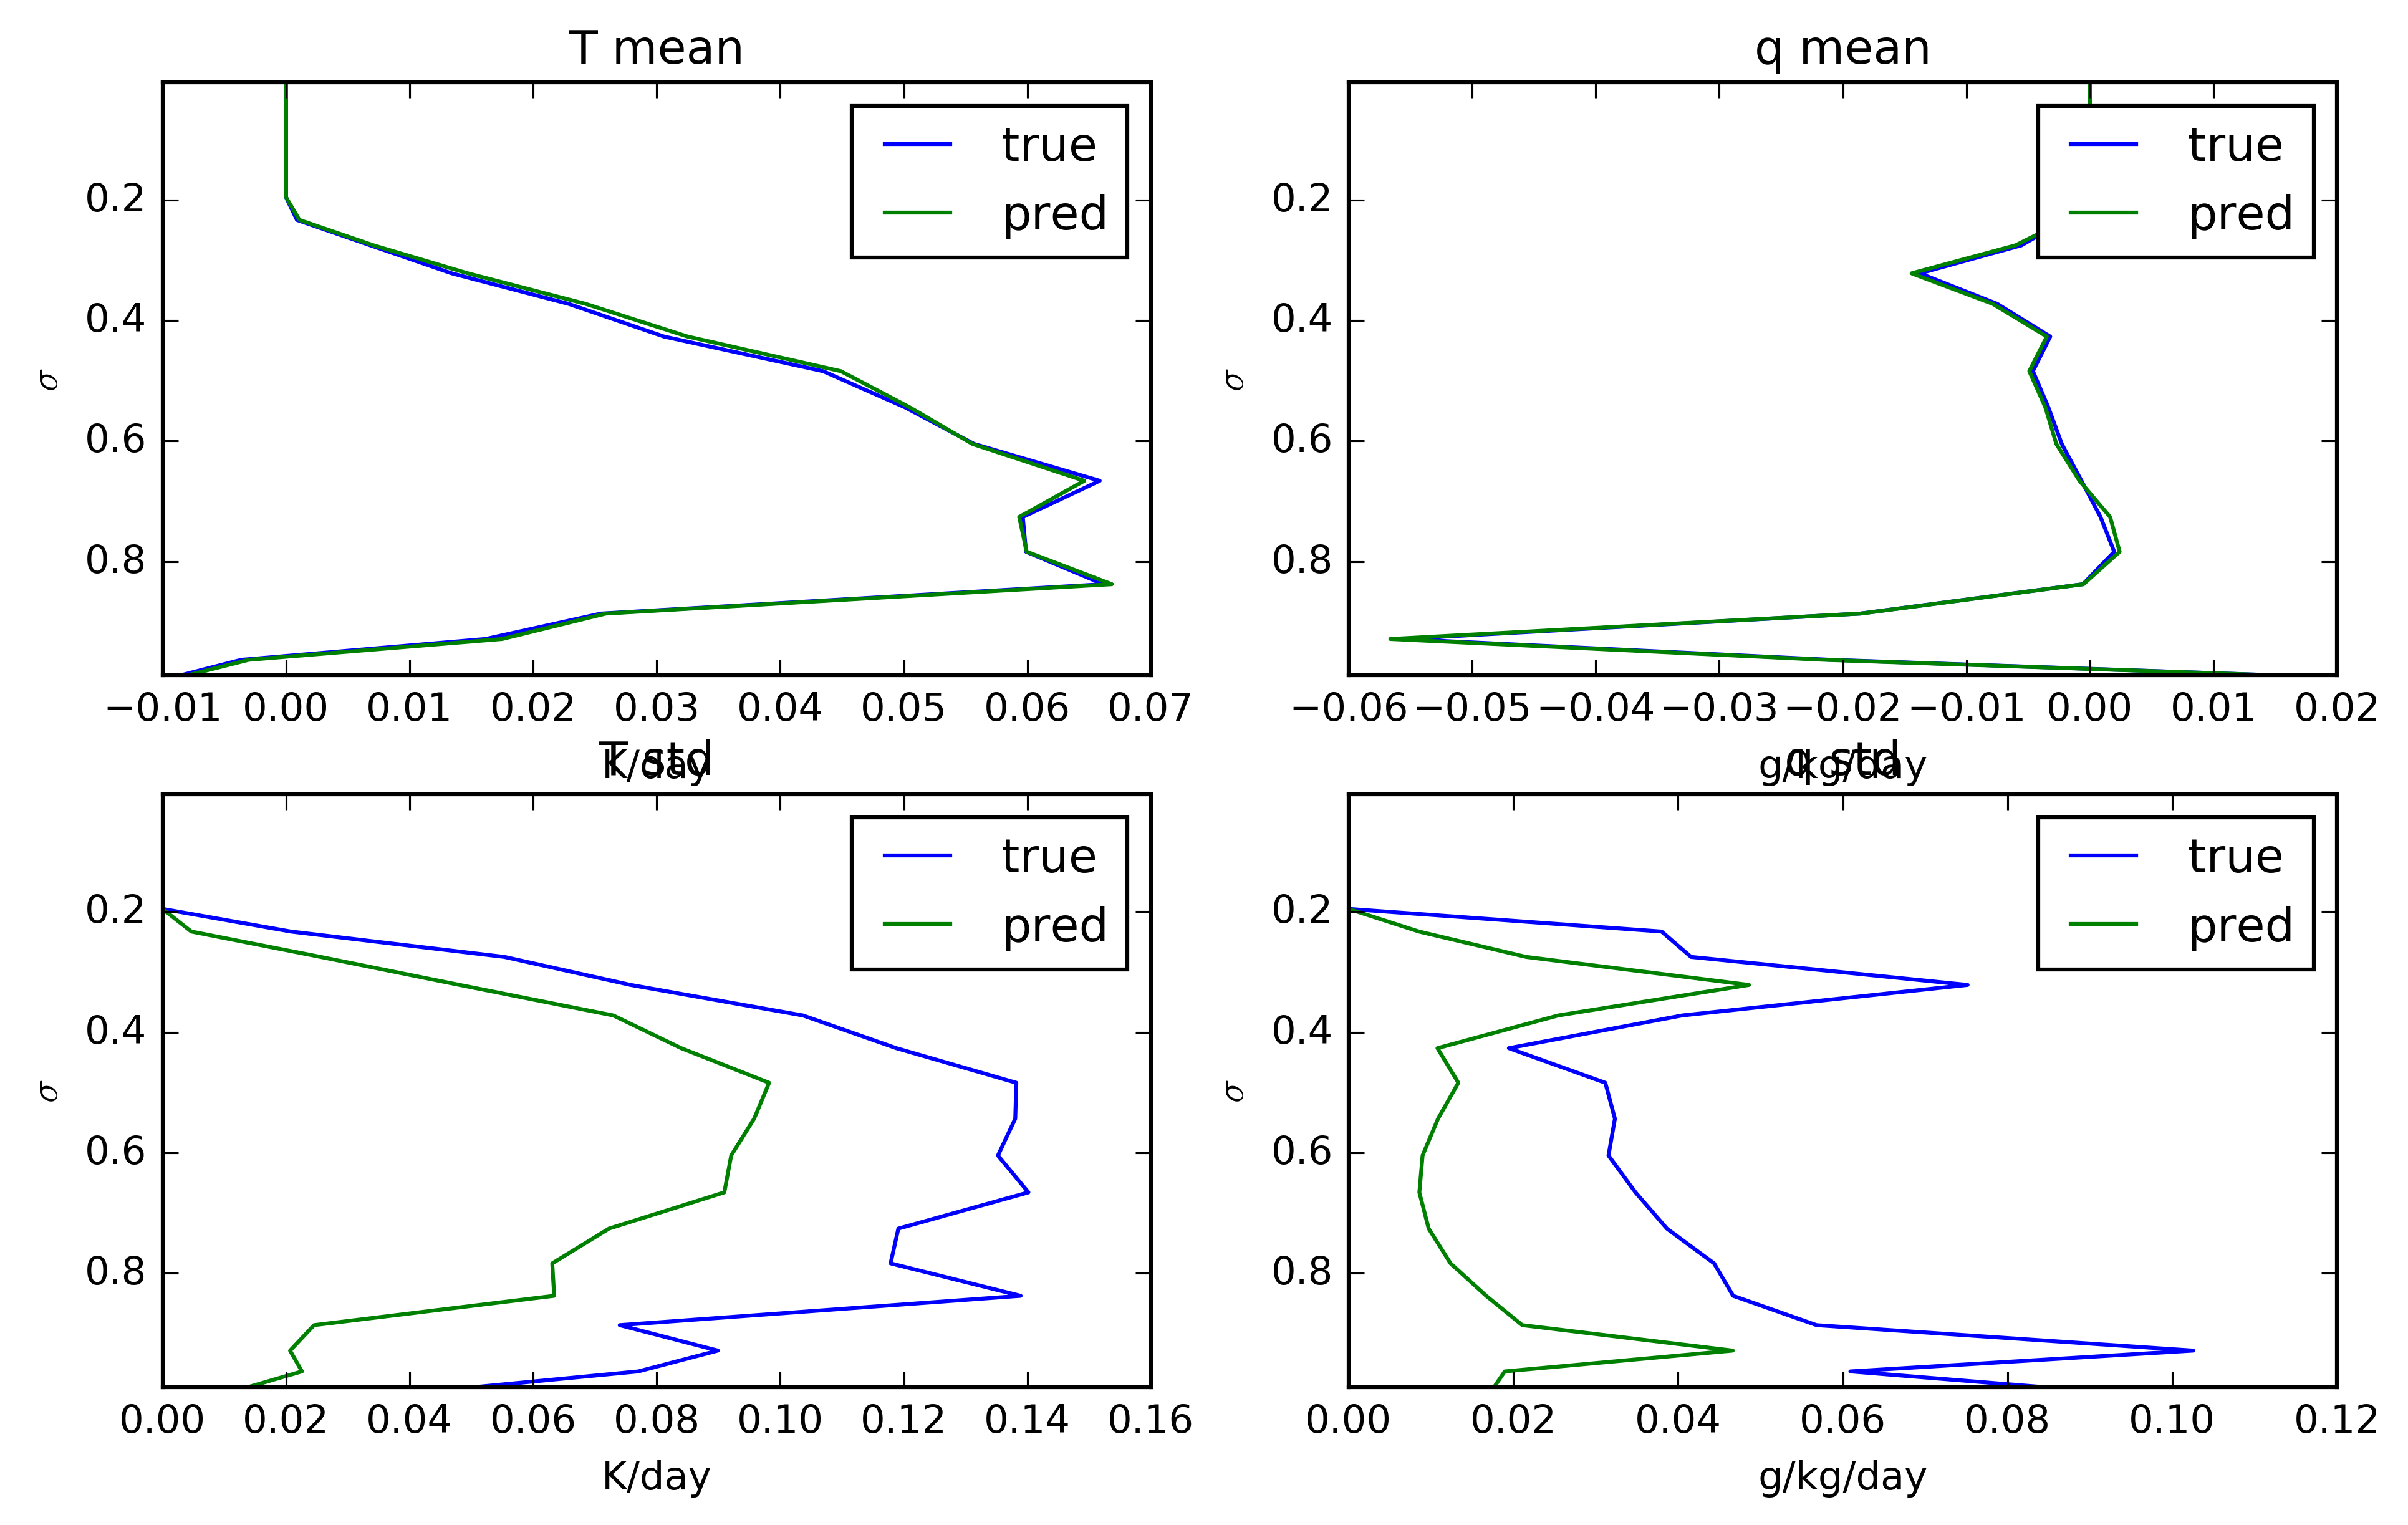 T mean
true
pred
0.2
0.4
0.6
0.8
σ
−0.01 0.00 0.01 0.02 0.03 0.04 0.05 0.06 0.07
K/day
q mean
true
pred
0.2
0.4
0.6
0.8
σ
−0.06 −0.05 −0.04 −0.03 −0.02 −0.01 0.00 0.01 0.02
g/kg/day
T std
true
pred
0.2
0.4
0.6
0.8
σ
0.00 0.02 0.04 0.06 0.08 0.10 0.12 0.14 0.16
K/day
q std
true
pred
0.2
0.4
0.6
0.8
σ
0.00 0.02 0.04 0.06 0.08 0.10 0.12
g/kg/day